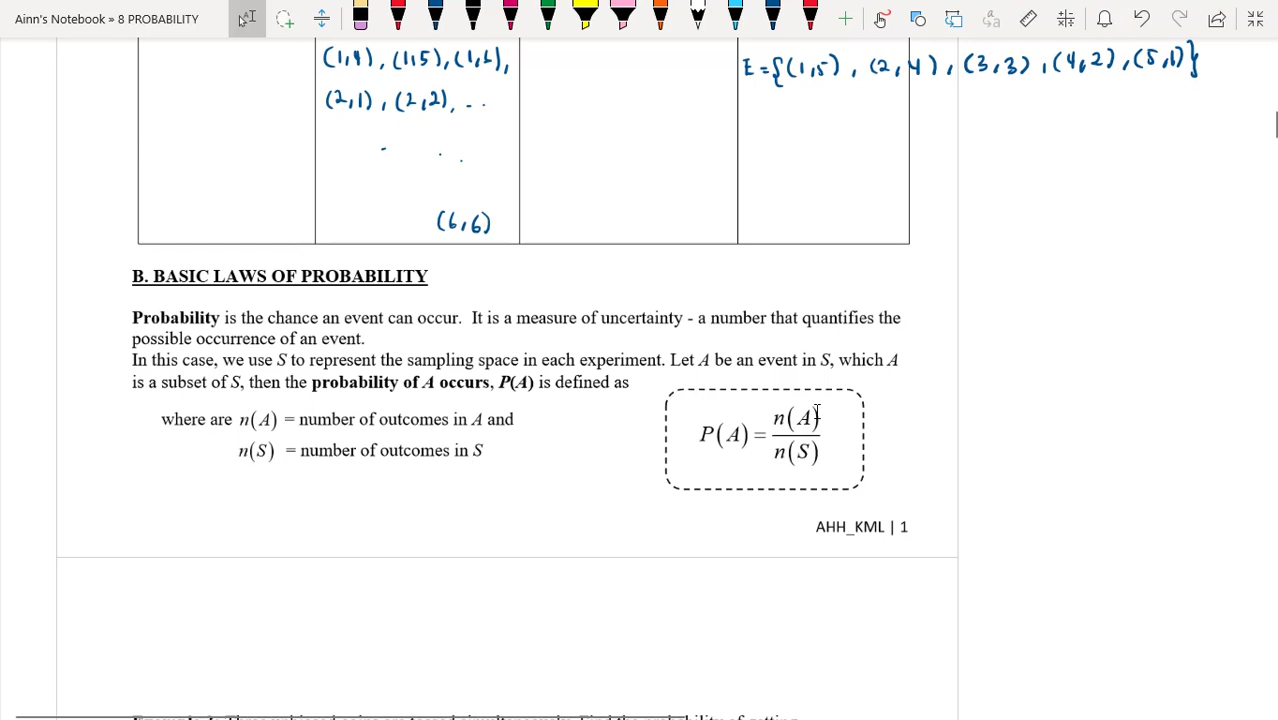 Ainn's Notebook » 8 PROBABILITY
(1,4), (1,5), (1,6),
(2,1), (2,2), ..
(6,6)
E = {(1,5), (2,4), (3,3), (4,2), (5,1)}
B. BASIC LAWS OF PROBABILITY
Probability is the chance an event can occur. It is a measure of uncertainty - a number that quantifies the
possible occurrence of an event.
In this case, we use S to represent the sampling space in each experiment. Let A be an event in S, which A
is a subset of S, then the probability of A occurs, P(A) is defined as
where are n(A) = number of outcomes in A and
n(S) = number of outcomes in S
P(A) = n(A) / n(S)
AHH_KML | 1